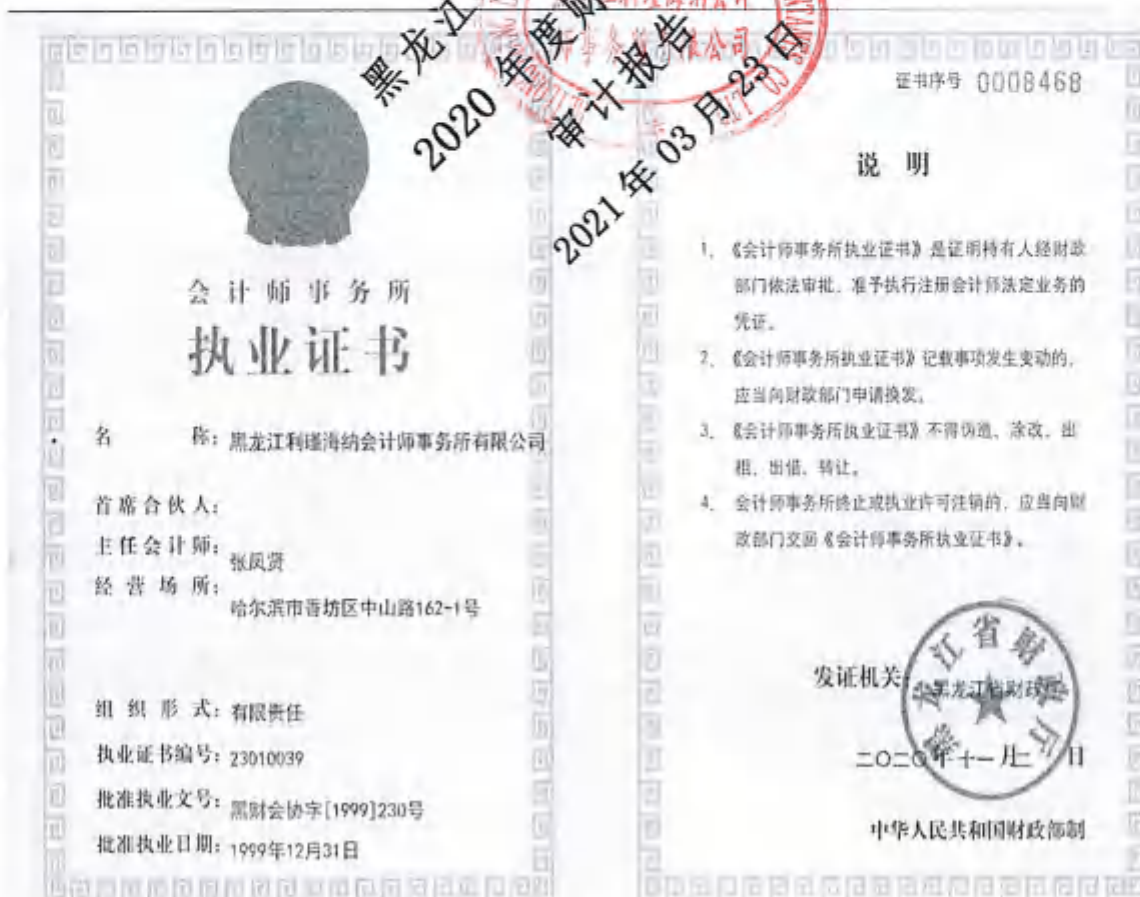 黑龙江
2020 年度财
审计报告
2021 年 03 月 23 日
会计师事务所
执业证书
名 称: 黑龙江利瑾海纳会计师事务所有限公司
首席合伙人:
主任会计师: 张凤贤
经营场所: 哈尔滨市香坊区中山路162-1号
组织形式: 有限责任
执业证书编号: 23010039
批准执业文号: 黑财会协字[1999]230号
批准执业日期: 1999年12月31日
证书序号 0008468
说 明
1、《会计师事务所执业证书》是证明持有人经财政
部门依法审批,准予执行注册会计师法定业务的
凭证。
2、《会计师事务所执业证书》记载事项发生变动的,
应当向财政部门申请换发。
3、《会计师事务所执业证书》不得伪造、涂改、出
租、出借、转让。
4、会计师事务所终止或执业许可注销的,应当向财
政部门交回《会计师事务所执业证书》。
发证机关: 黑龙江省财政
黑龙江省财政厅
二〇二〇年十一月二 日
中华人民共和国财政部制